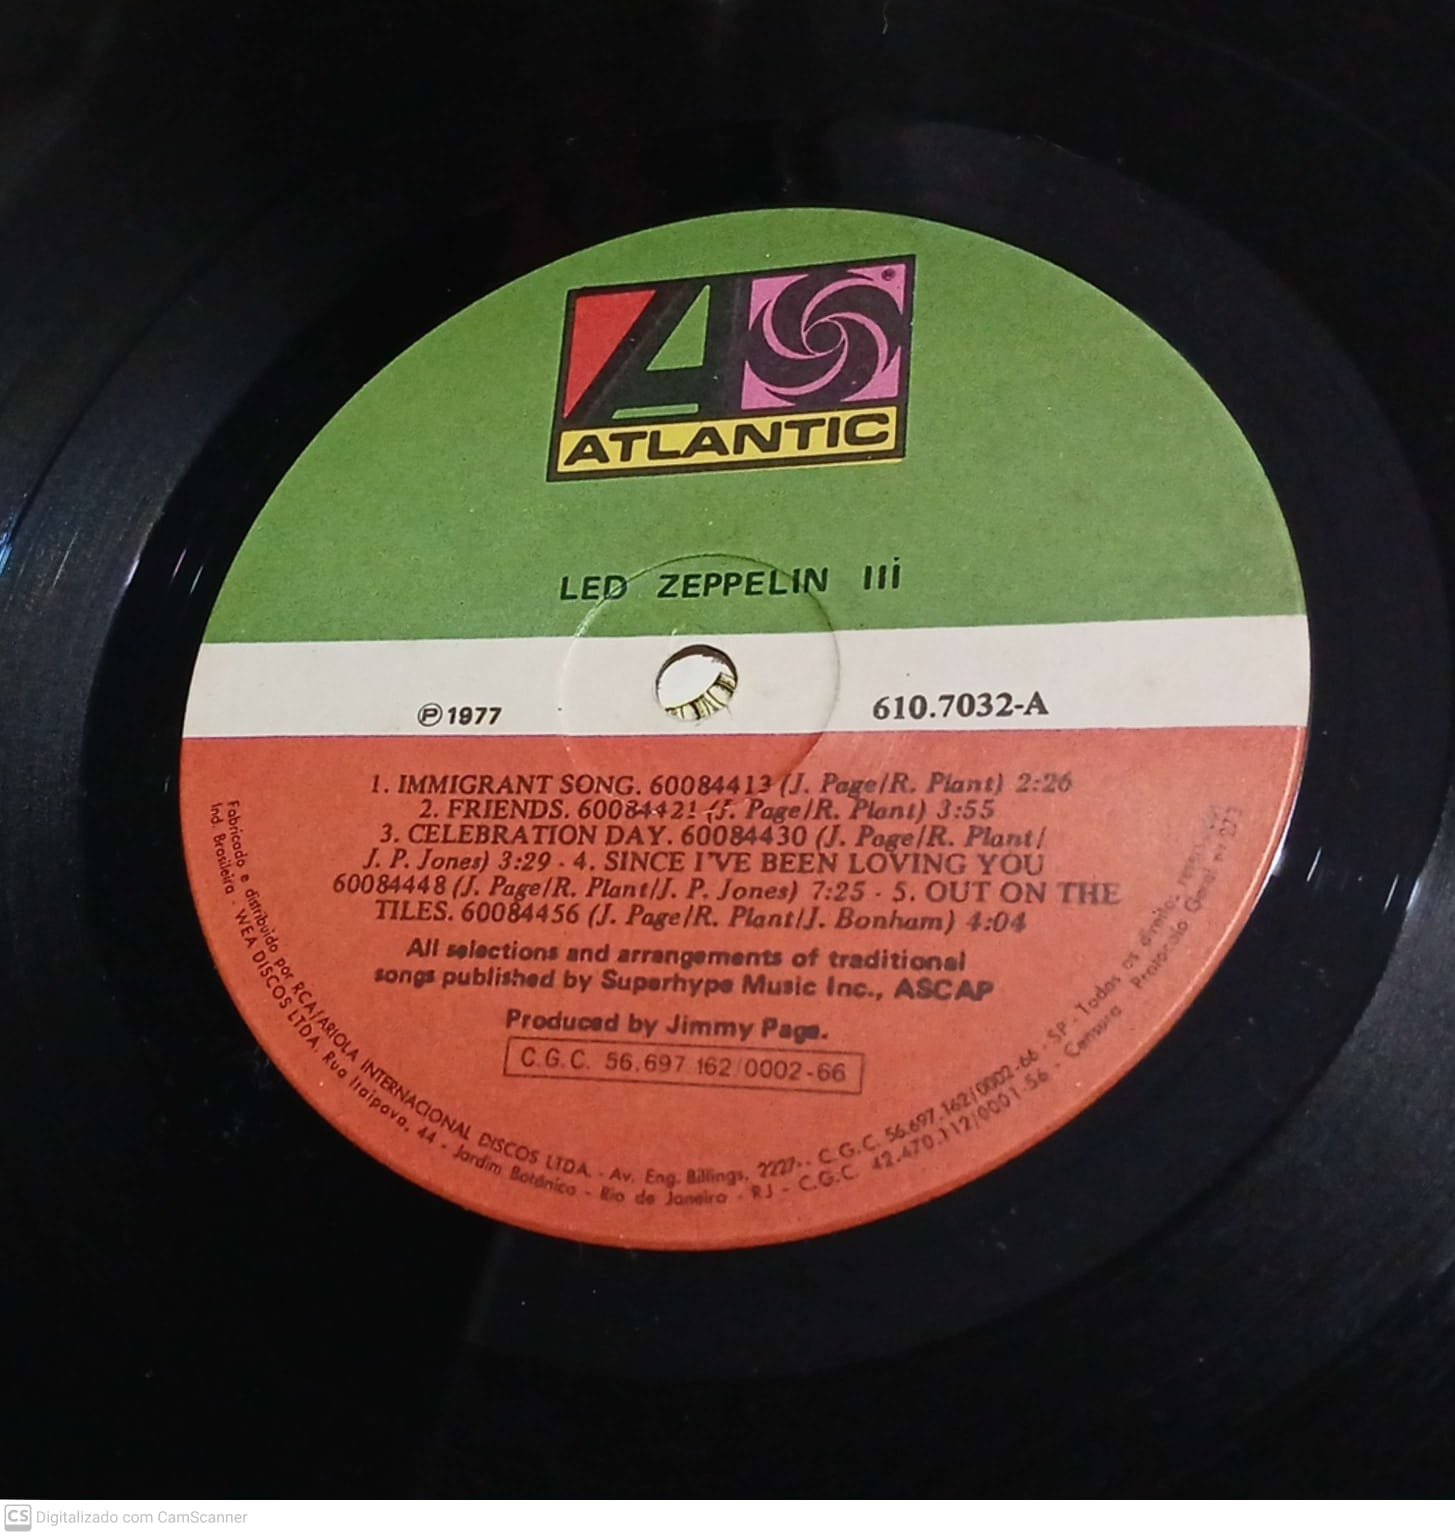 ATLANTIC
LED ZEPPELIN III
℗ 1977
610.7032-A
1. IMMIGRANT SONG. 60084413 (J. Page/R. Plant) 2:26
2. FRIENDS. 60084421 (J. Page/R. Plant) 3:55
3. CELEBRATION DAY. 60084430 (J. Page/R. Plant/
J. P. Jones) 3:29 - 4. SINCE I'VE BEEN LOVING YOU
60084448 (J. Page/R. Plant/J. P. Jones) 7:25 - 5. OUT ON THE
TILES. 60084456 (J. Page/R. Plant/J. Bonham) 4:04
All selections and arrangements of traditional
songs published by Superhype Music Inc., ASCAP
Produced by Jimmy Page.
C.G.C. 56.697.162/0002-66
Fabricado e distribuido por RCA/ARIOLA INTERNACIONAL DISCOS LTDA. - Av. Eng. Billings, 2227 - C.G.C. 56.697.162/0002-66 - SP - Todos os direitos
Ind. Brasileira - WEA DISCOS LTDA. Rua Itaipava, 44 - Jardim Botânico - Rio de Janeiro - RJ - C.G.C. 42.470.112/0001-56 - Censura Protocolo Geral nº 273
CS Digitalizado com CamScanner